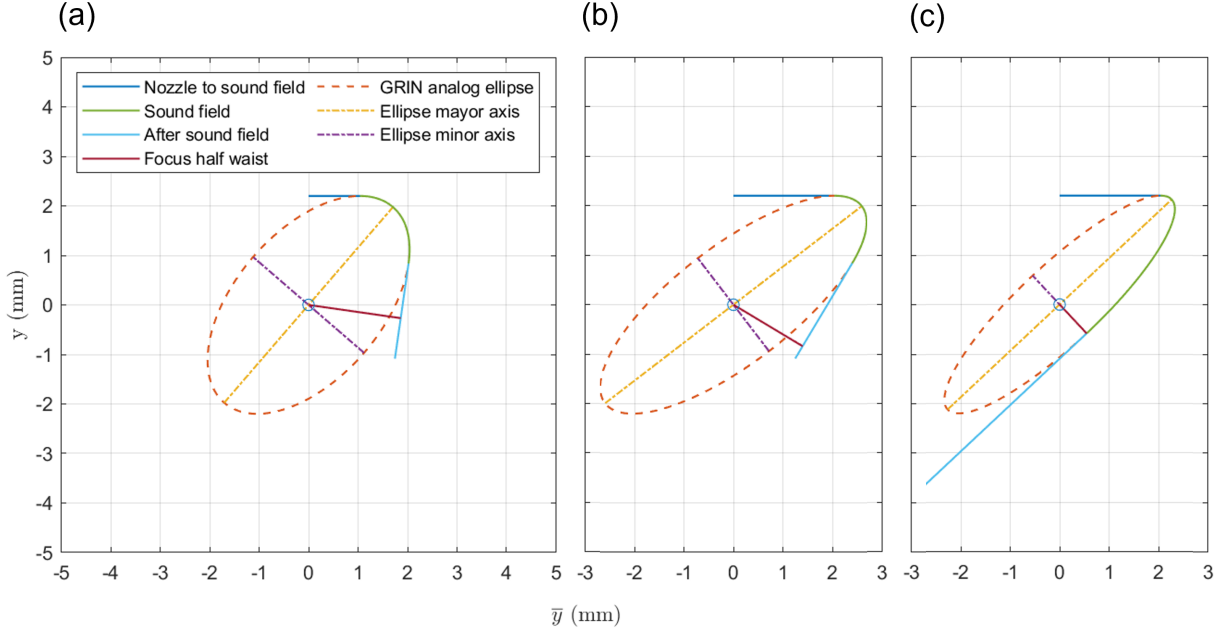 (a)
(b)
(c)
5
4
3
2
1
0
-1
-2
-3
-4
-5
y (mm)
Nozzle to sound field
Sound field
After sound field
Focus half waist
GRIN analog ellipse
Ellipse mayor axis
Ellipse minor axis
-5 -4 -3 -2 -1 0 1 2 3 4 5
-3 -2 -1 0 1 2 3
-3 -2 -1 0 1 2 3
y̅ (mm)